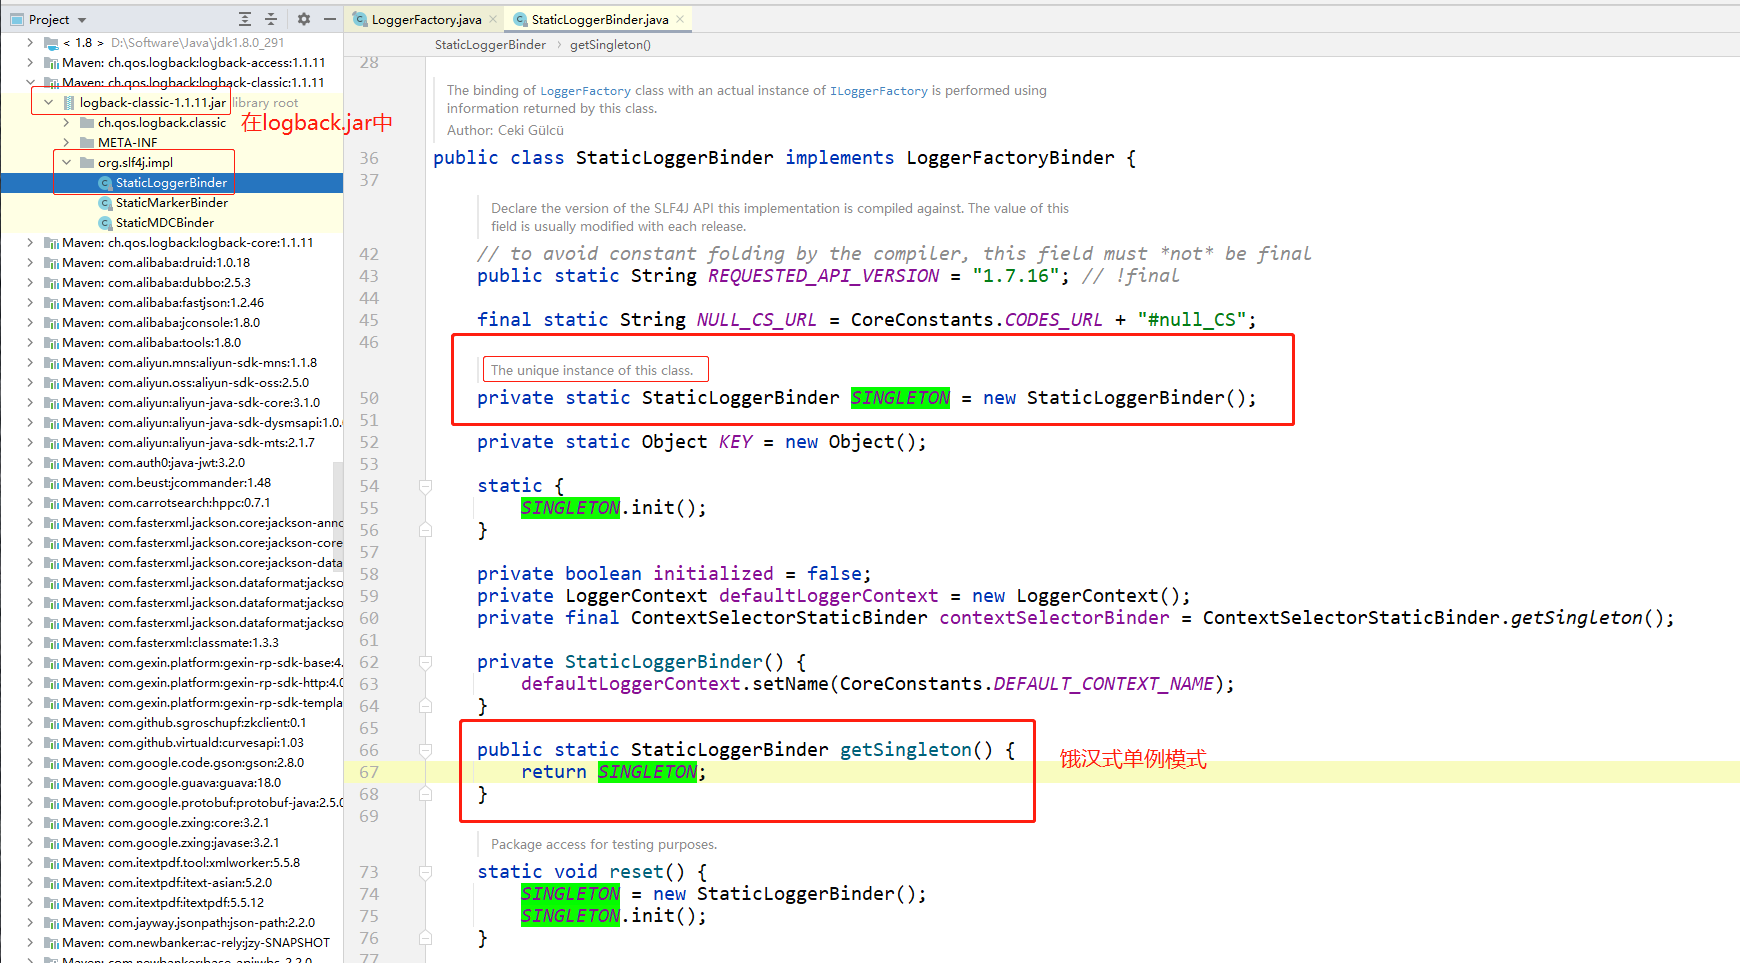 Project
< 1.8 > D:\Software\Java\jdk1.8.0_291
Maven: ch.qos.logback:logback-access:1.1.11
Maven: ch.qos.logback:logback-classic:1.1.11
logback-classic-1.1.11.jar library root
ch.qos.logback.classic
在logback.jar中
META-INF
org.slf4j.impl
StaticLoggerBinder
StaticMarkerBinder
StaticMDCBinder
Maven: ch.qos.logback:logback-core:1.1.11
Maven: com.alibaba:druid:1.0.18
Maven: com.alibaba:dubbo:2.5.3
Maven: com.alibaba:fastjson:1.2.46
Maven: com.alibaba:jconsole:1.8.0
Maven: com.alibaba:tools:1.8.0
Maven: com.aliyun.mns:aliyun-sdk-mns:1.1.8
Maven: com.aliyun.oss:aliyun-sdk-oss:2.5.0
Maven: com.aliyun:aliyun-java-sdk-core:3.1.0
Maven: com.aliyun:aliyun-java-sdk-dysmsapi:1.0.
Maven: com.aliyun:aliyun-java-sdk-mts:2.1.7
Maven: com.auth0:java-jwt:3.2.0
Maven: com.beust:jcommander:1.48
Maven: com.carrotsearch:hppc:0.7.1
Maven: com.fasterxml.jackson.core:jackson-anno
Maven: com.fasterxml.jackson.core:jackson-core
Maven: com.fasterxml.jackson.core:jackson-data
Maven: com.fasterxml.jackson.dataformat:jackso
Maven: com.fasterxml.jackson.dataformat:jackso
Maven: com.fasterxml.jackson.dataformat:jackso
Maven: com.fasterxml:classmate:1.3.3
Maven: com.gexin.platform:gexin-rp-sdk-base:4.
Maven: com.gexin.platform:gexin-rp-sdk-http:4.0
Maven: com.gexin.platform:gexin-rp-sdk-templa
Maven: com.github.sgroschupf:zkclient:0.1
Maven: com.github.virtuald:curvesapi:1.03
Maven: com.google.code.gson:gson:2.8.0
Maven: com.google.guava:guava:18.0
Maven: com.google.protobuf:protobuf-java:2.5.0
Maven: com.google.zxing:core:3.2.1
Maven: com.google.zxing:javase:3.2.1
Maven: com.itextpdf.tool:xmlworker:5.5.8
Maven: com.itextpdf:itext-asian:5.2.0
Maven: com.itextpdf:itextpdf:5.5.12
Maven: com.jayway.jsonpath:json-path:2.2.0
Maven: com.newbanker:ac-rely:jzy-SNAPSHOT
LoggerFactory.java
StaticLoggerBinder.java
StaticLoggerBinder > getSingleton()
28
The binding of LoggerFactory class with an actual instance of ILoggerFactory is performed using
information returned by this class.
Author: Ceki Gülcü
36 public class StaticLoggerBinder implements LoggerFactoryBinder {
37
Declare the version of the SLF4J API this implementation is compiled against. The value of this
field is usually modified with each release.
42 // to avoid constant folding by the compiler, this field must *not* be final
43 public static String REQUESTED_API_VERSION = "1.7.16"; // !final
44
45 final static String NULL_CS_URL = CoreConstants.CODES_URL + "#null_CS";
46
The unique instance of this class.
50 private static StaticLoggerBinder SINGLETON = new StaticLoggerBinder();
51
52 private static Object KEY = new Object();
53
54 static {
55 SINGLETON.init();
56 }
57
58 private boolean initialized = false;
59 private LoggerContext defaultLoggerContext = new LoggerContext();
60 private final ContextSelectorStaticBinder contextSelectorBinder = ContextSelectorStaticBinder.getSingleton();
61
62 private StaticLoggerBinder() {
63 defaultLoggerContext.setName(CoreConstants.DEFAULT_CONTEXT_NAME);
64 }
65
66 public static StaticLoggerBinder getSingleton() {
饿汉式单例模式
67 return SINGLETON;
68 }
69
Package access for testing purposes.
73 static void reset() {
74 SINGLETON = new StaticLoggerBinder();
75 SINGLETON.init();
76 }
77